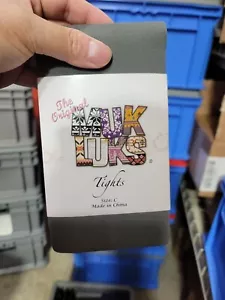 The
Original
MUK
LUKS®
Tights
Size: C
Made in China